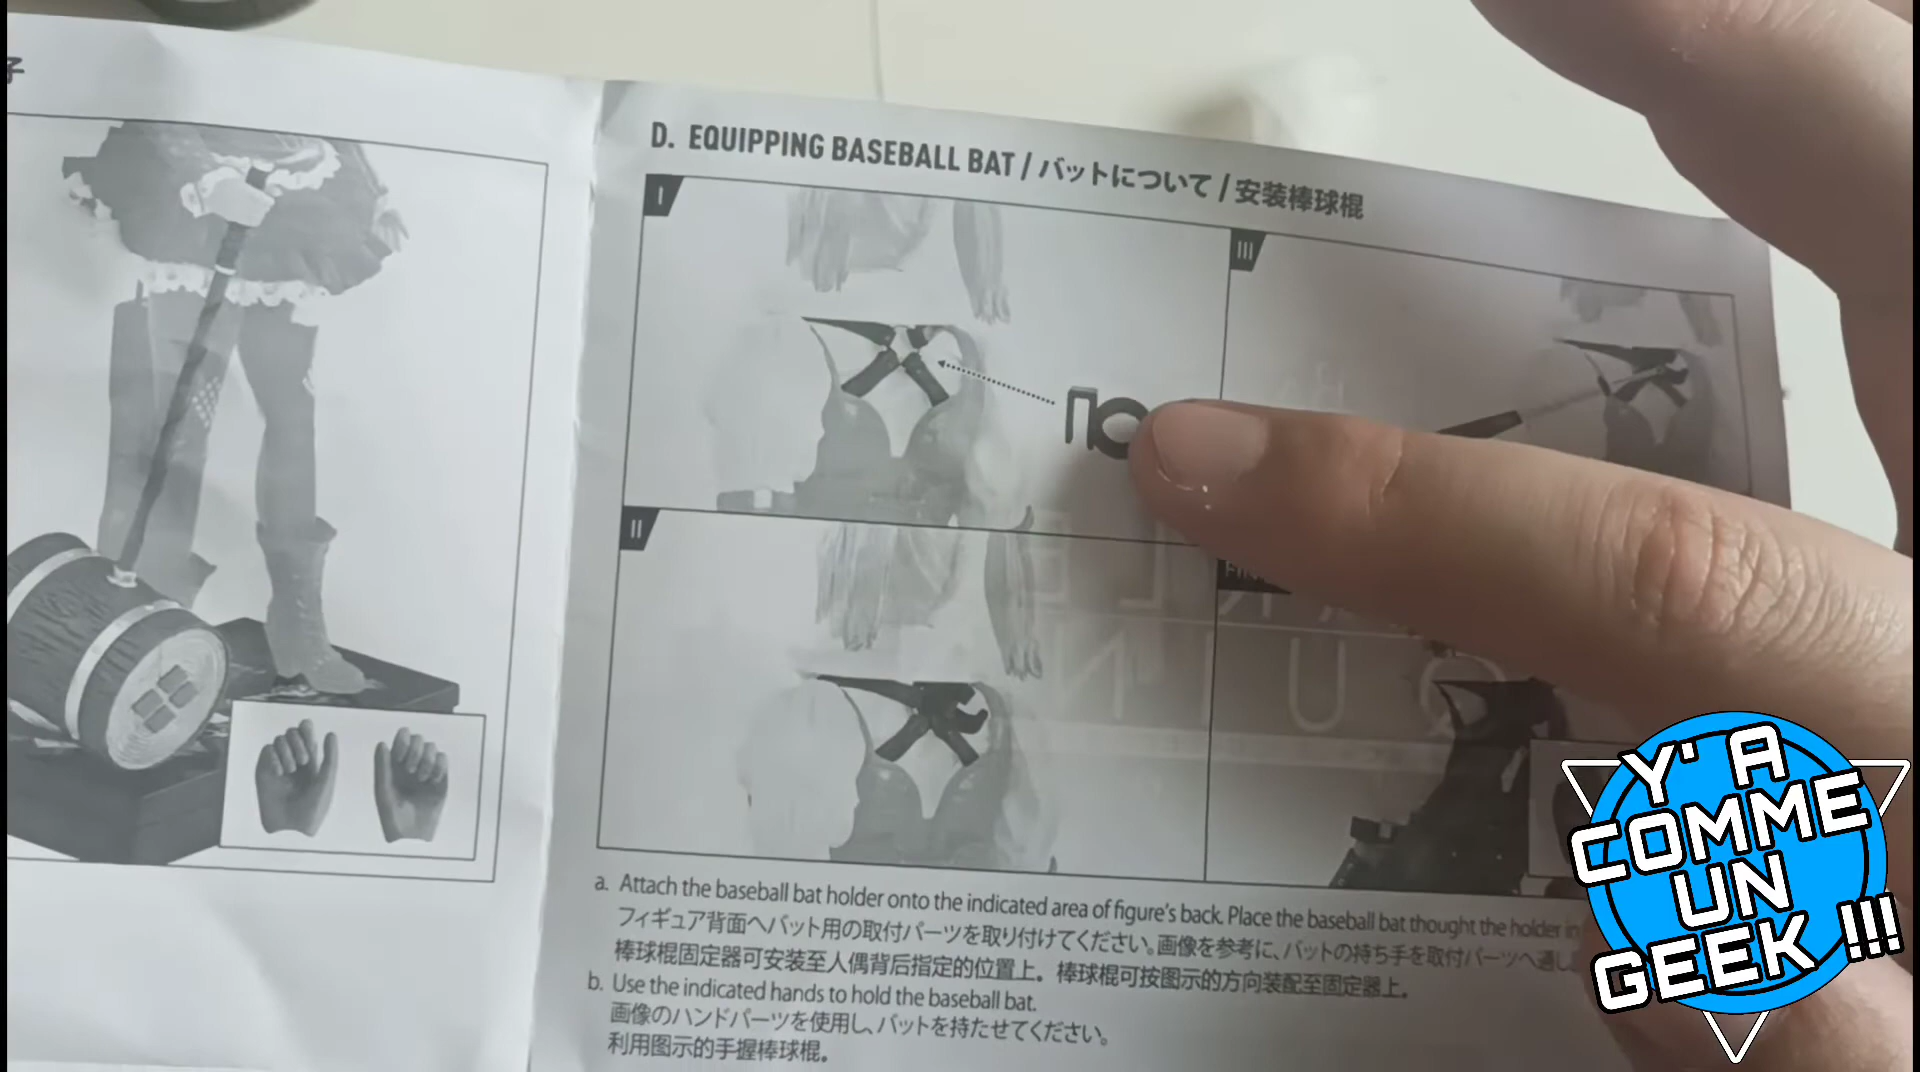 子
D. EQUIPPING BASEBALL BAT / バットについて / 安装棒球棍
I
III
II
QUIN
a. Attach the baseball bat holder onto the indicated area of figure's back. Place the baseball bat thought the holder in
フィギュア背面へバット用の取付パーツを取り付けてください。画像を参考に、バットの持ち手を取付パーツへ通し
棒球棍固定器可安装至人偶背后指定的位置上。棒球棍可按图示的方向装配至固定器上。
b. Use the indicated hands to hold the baseball bat.
画像のハンドパーツを使用し、バットを持たせてください。
利用图示的手握棒球棍。
Y' A
COMME
UN
GEEK !!!